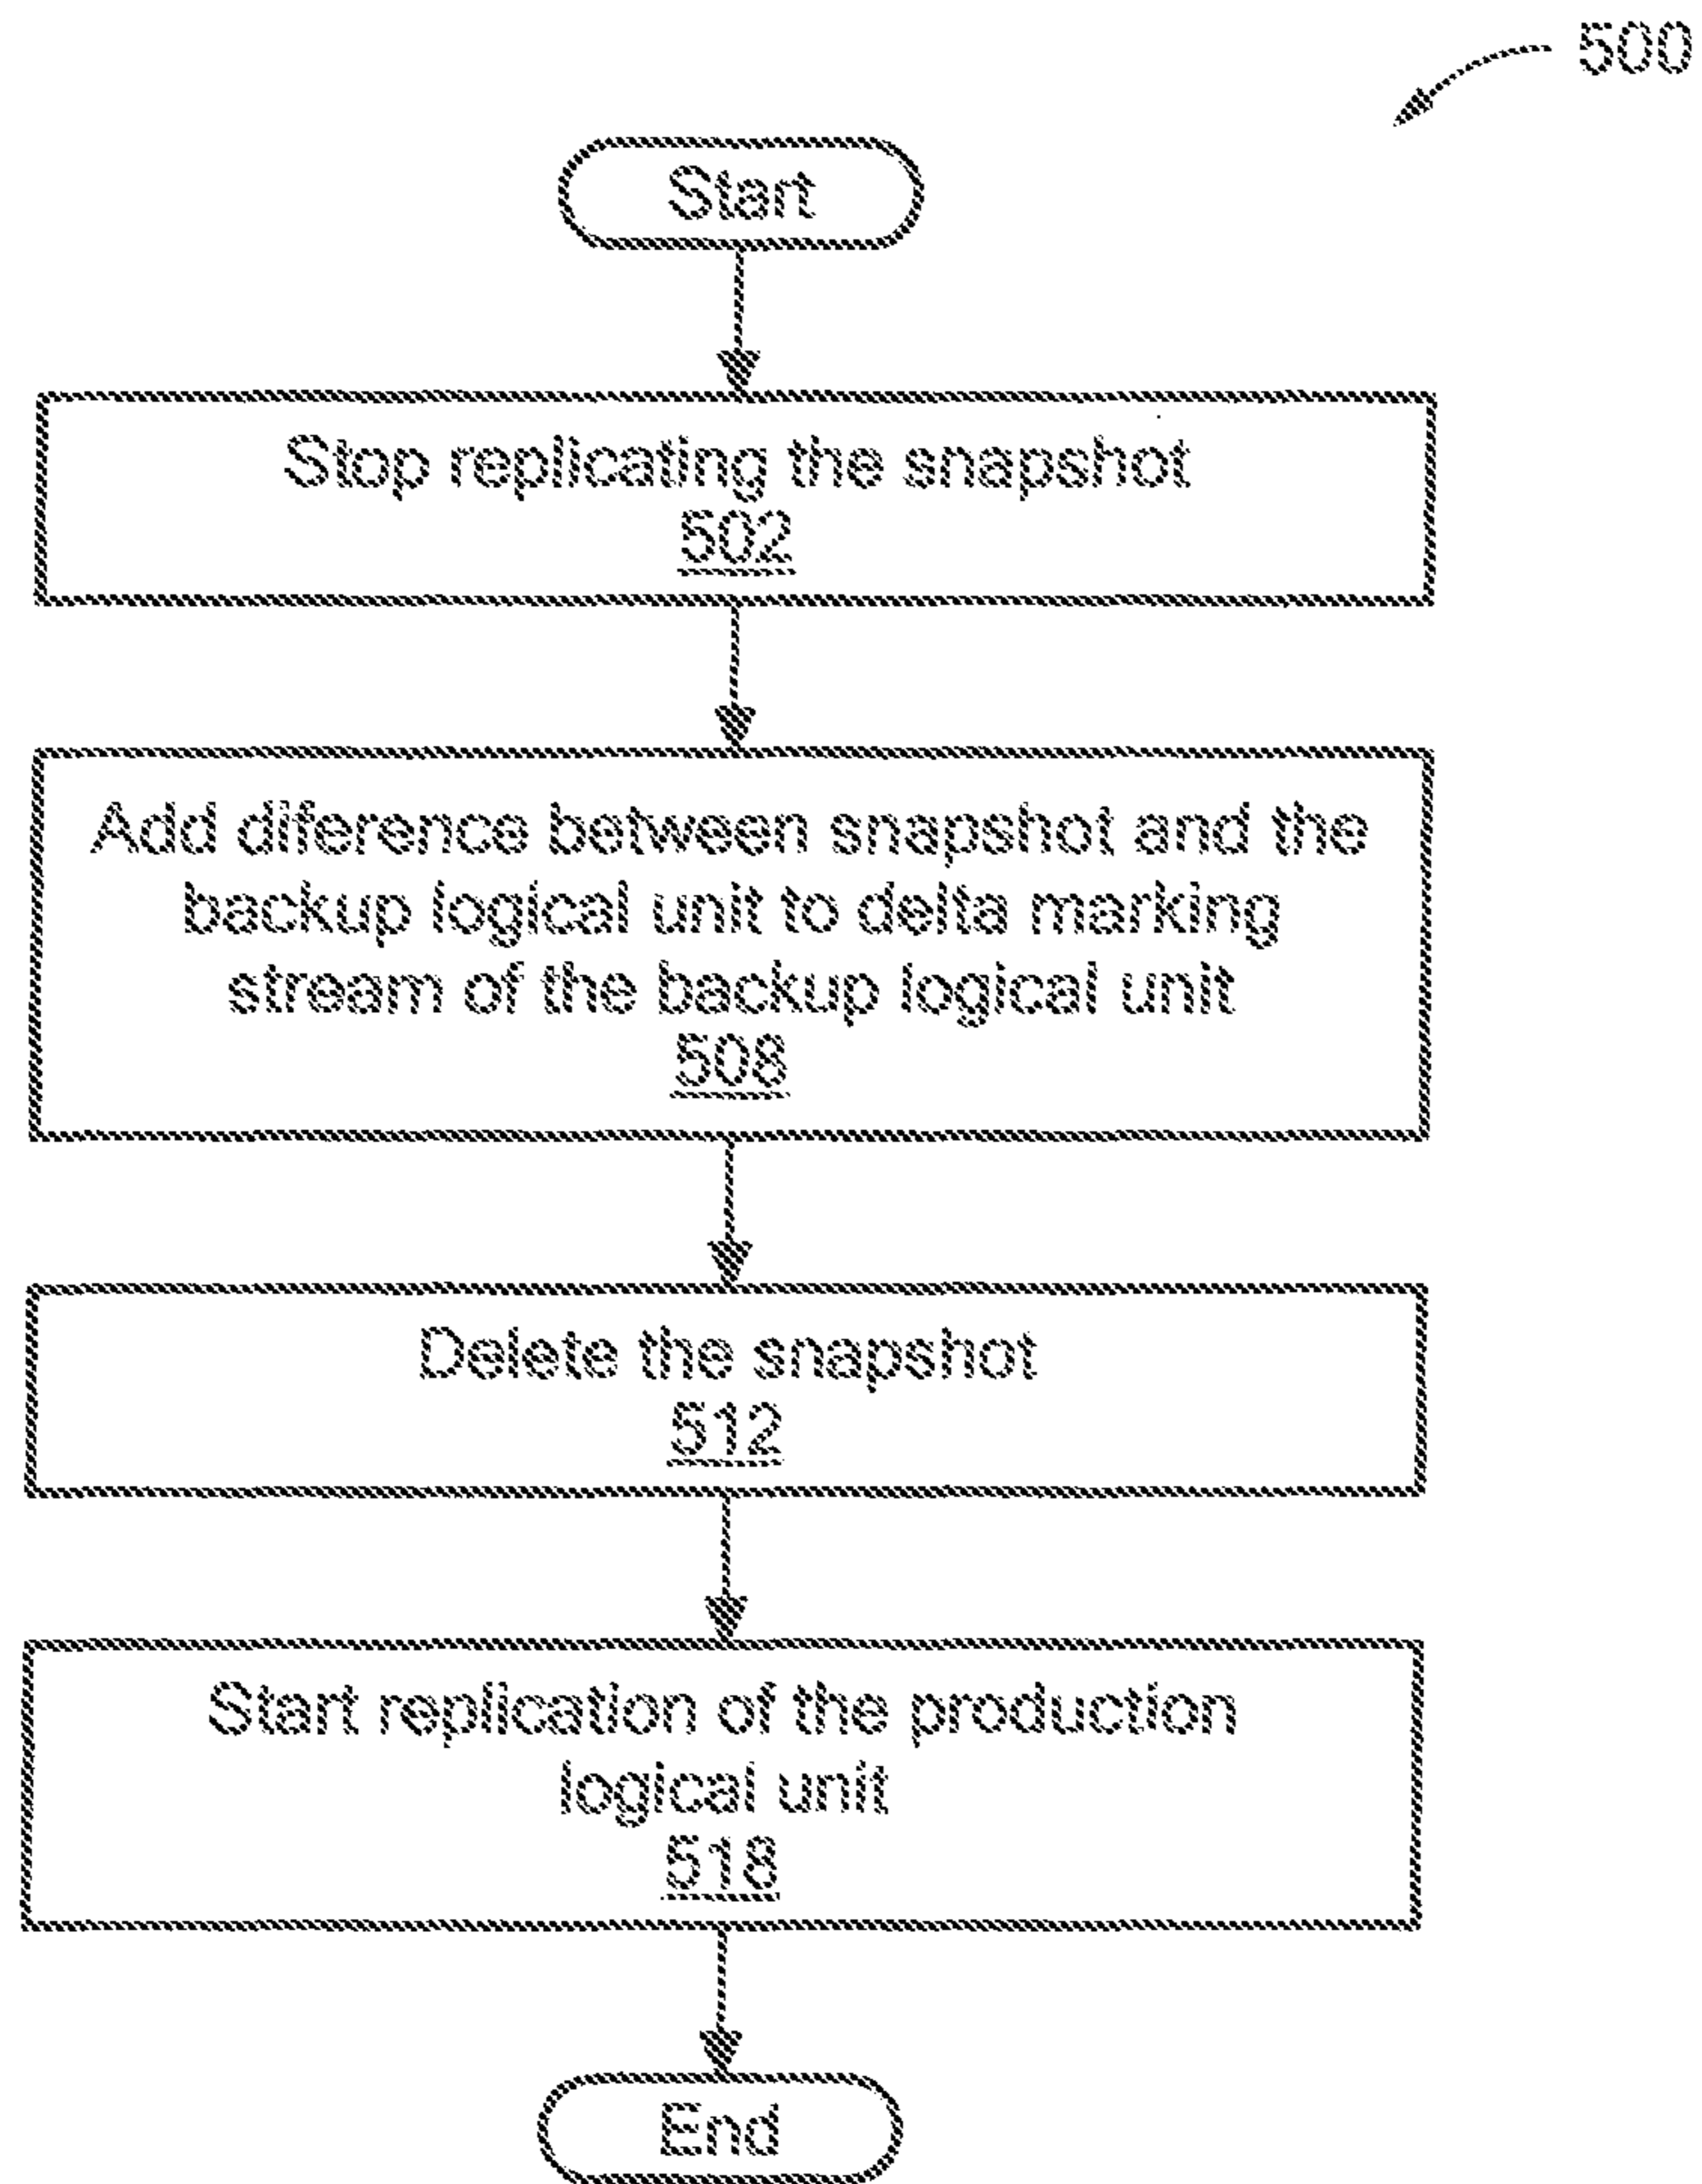 500
Start
Stop replicating the snapshot
502
Add diference between snapshot and the
backup logical unit to delta marking
stream of the backup logical unit
508
Delete the snapshot
512
Start replication of the production
logical unit
518
End